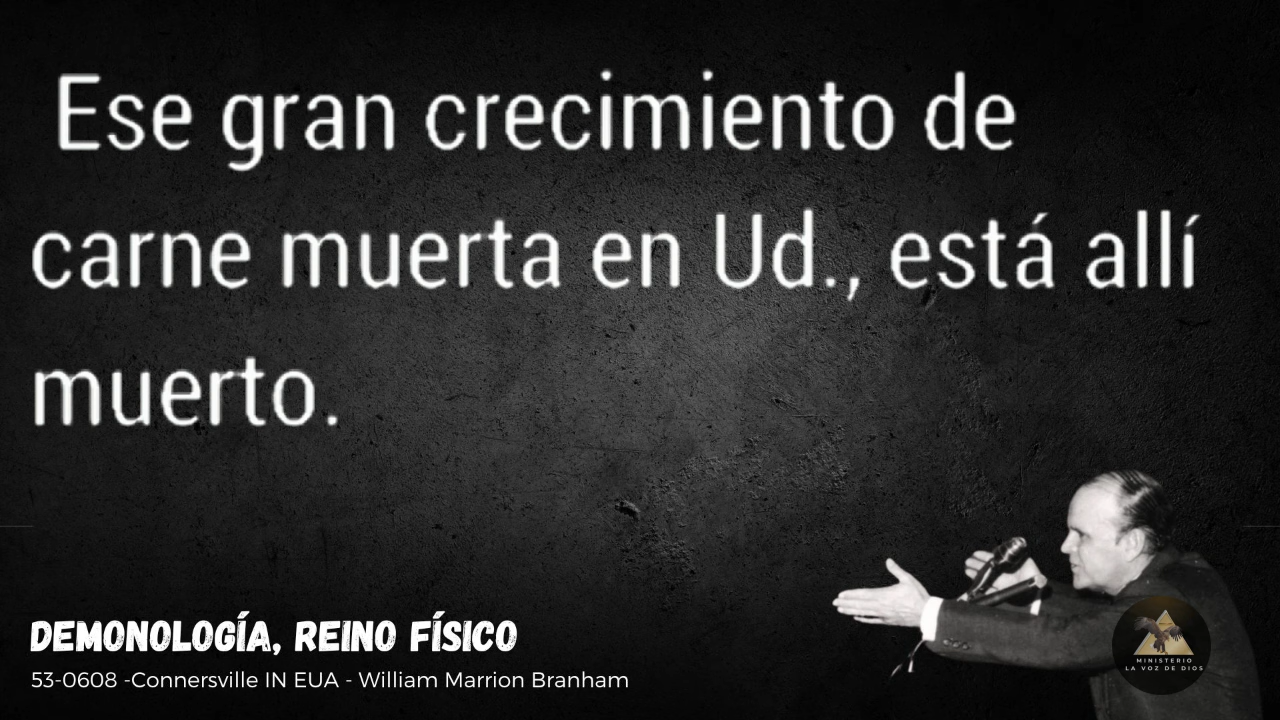 Ese gran crecimiento de
carne muerta en Ud., está allí
muerto.
DEMONOLOGÍA, REINO FÍSICO
53-0608 -Connersville IN EUA - William Marrion Branham
MINISTERIO
LA VOZ DE DIOS